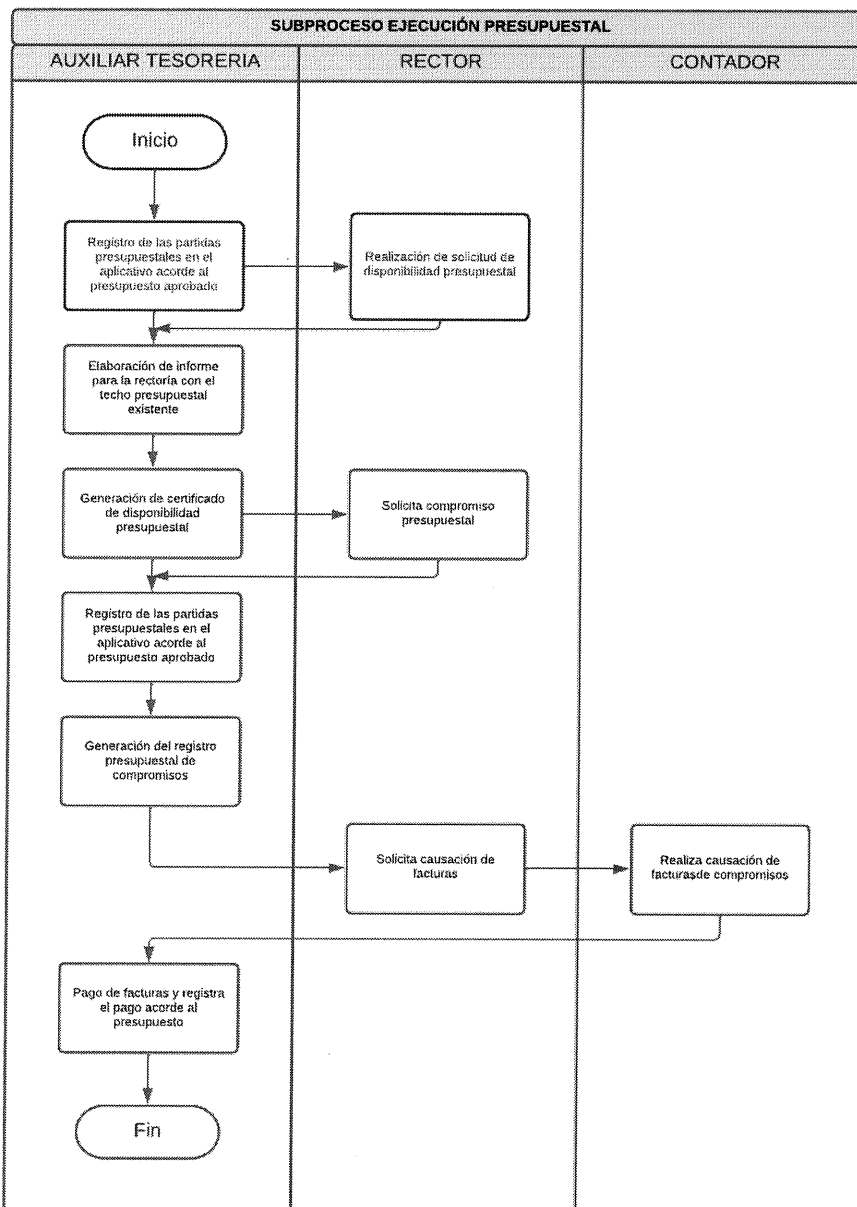 SUBPROCESO EJECUCIÓN PRESUPUESTAL
AUXILIAR TESORERIA
RECTOR
CONTADOR
Inicio
Registro de las partidas
presupuestales en el
aplicativo acorde al
presupuesto aprobado
Realización de solicitud de
disponibilidad presupuestal
Elaboración de informe
para la rectoría con el
techo presupuestal
existente
Generación de certificado
de disponibilidad
presupuestal
Solicita compromiso
presupuestal
Registro de las partidas
presupuestales en el
aplicativo acorde al
presupuesto aprobado
Generación del registro
presupuestal de
compromisos
Solicita causación de
facturas
Realiza causación de
facturasde compromisos
Pago de facturas y registra
el pago acorde al
presupuesto
Fin